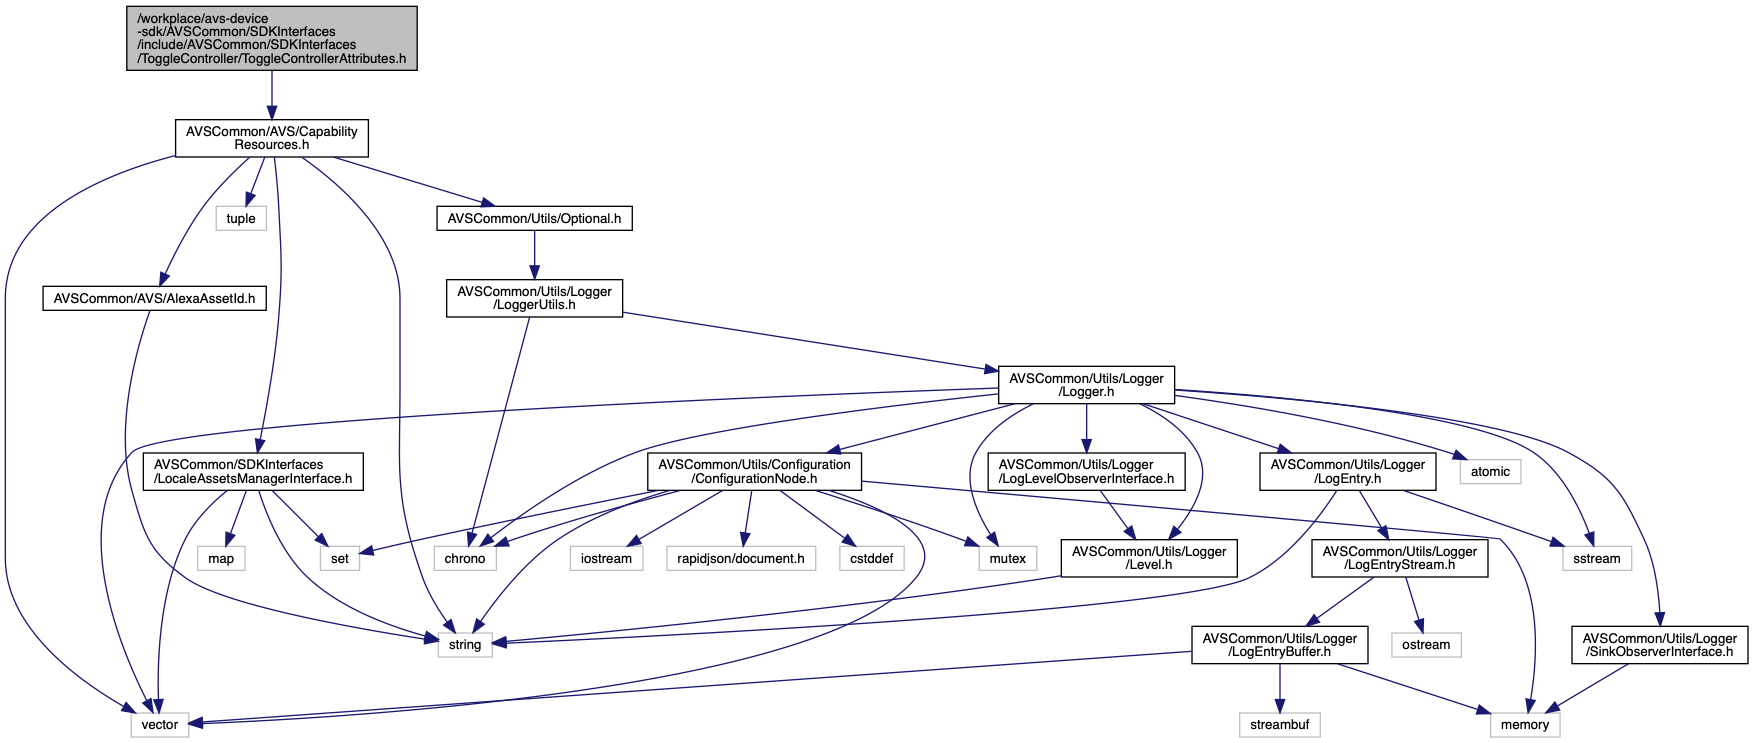 /workplace/avs-device
-sdk/AVSCommon/SDKInterfaces
/include/AVSCommon/SDKInterfaces
/ToggleController/ToggleControllerAttributes.h
AVSCommon/AVS/Capability
Resources.h
tuple
AVSCommon/Utils/Optional.h
AVSCommon/AVS/AlexaAssetId.h
AVSCommon/Utils/Logger
/LoggerUtils.h
AVSCommon/Utils/Logger
/Logger.h
AVSCommon/SDKInterfaces
/LocaleAssetsManagerInterface.h
AVSCommon/Utils/Configuration
/ConfigurationNode.h
AVSCommon/Utils/Logger
/LogLevelObserverInterface.h
AVSCommon/Utils/Logger
/LogEntry.h
atomic
map
set
chrono
iostream
rapidjson/document.h
cstddef
mutex
AVSCommon/Utils/Logger
/Level.h
AVSCommon/Utils/Logger
/LogEntryStream.h
sstream
string
AVSCommon/Utils/Logger
/LogEntryBuffer.h
ostream
AVSCommon/Utils/Logger
/SinkObserverInterface.h
vector
streambuf
memory